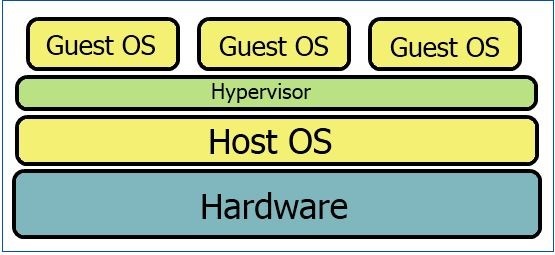 Guest OS Guest OS Guest OS
Hypervisor
Host OS
Hardware